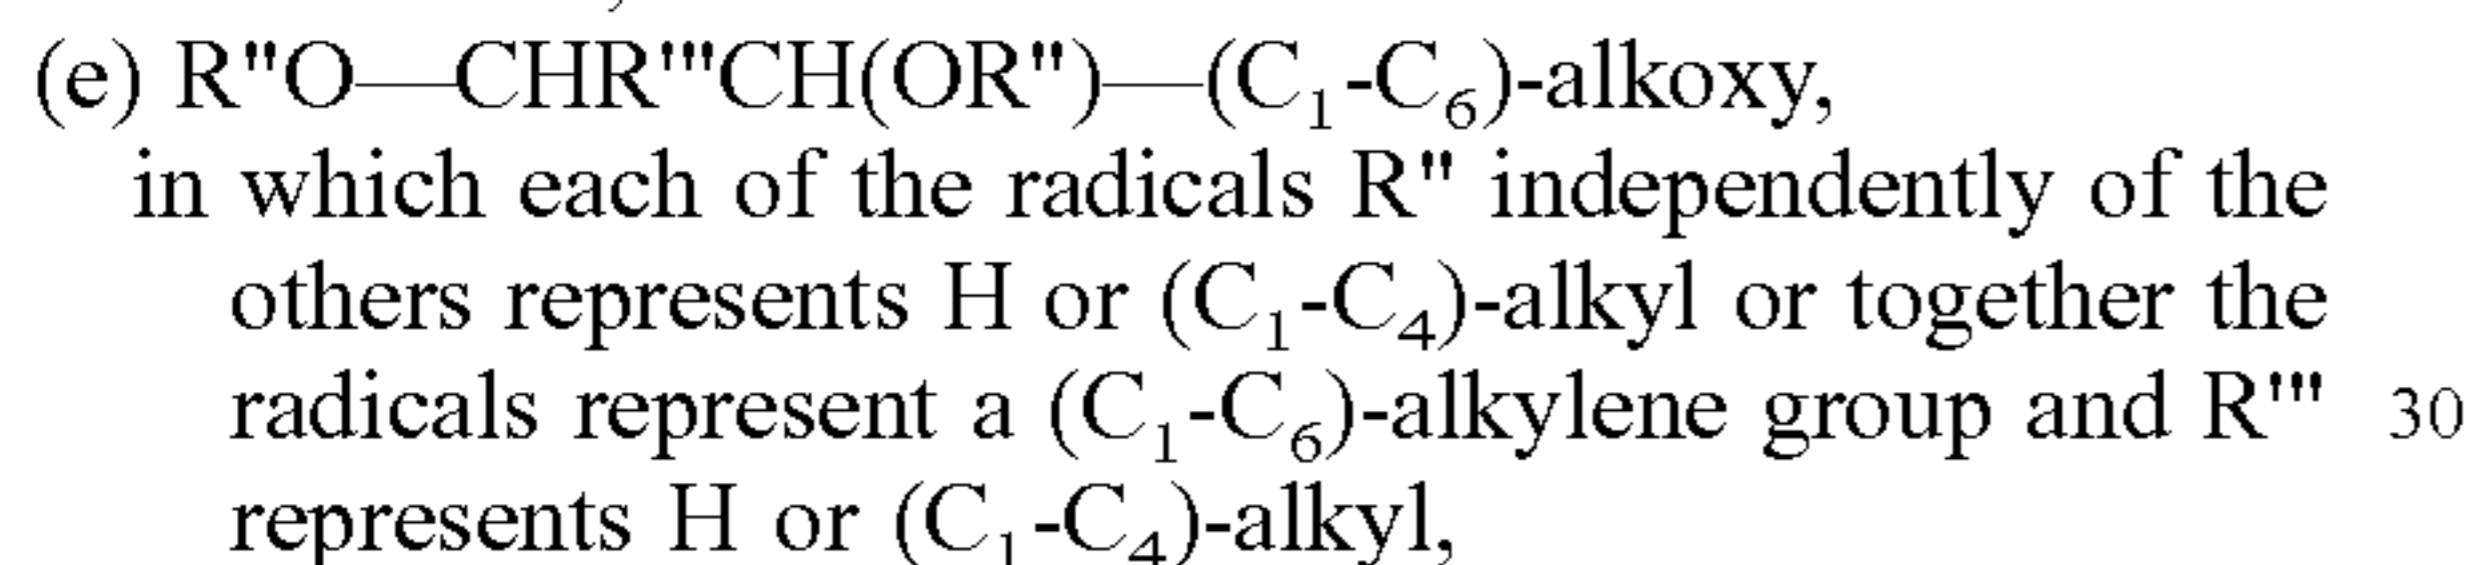 (e) R"O—CHR'"CH(OR")—(C₁-C₆)-alkoxy,
in which each of the radicals R" independently of the
others represents H or (C₁-C₄)-alkyl or together the
radicals represent a (C₁-C₆)-alkylene group and R'" 30
represents H or (C₁-C₄)-alkyl,